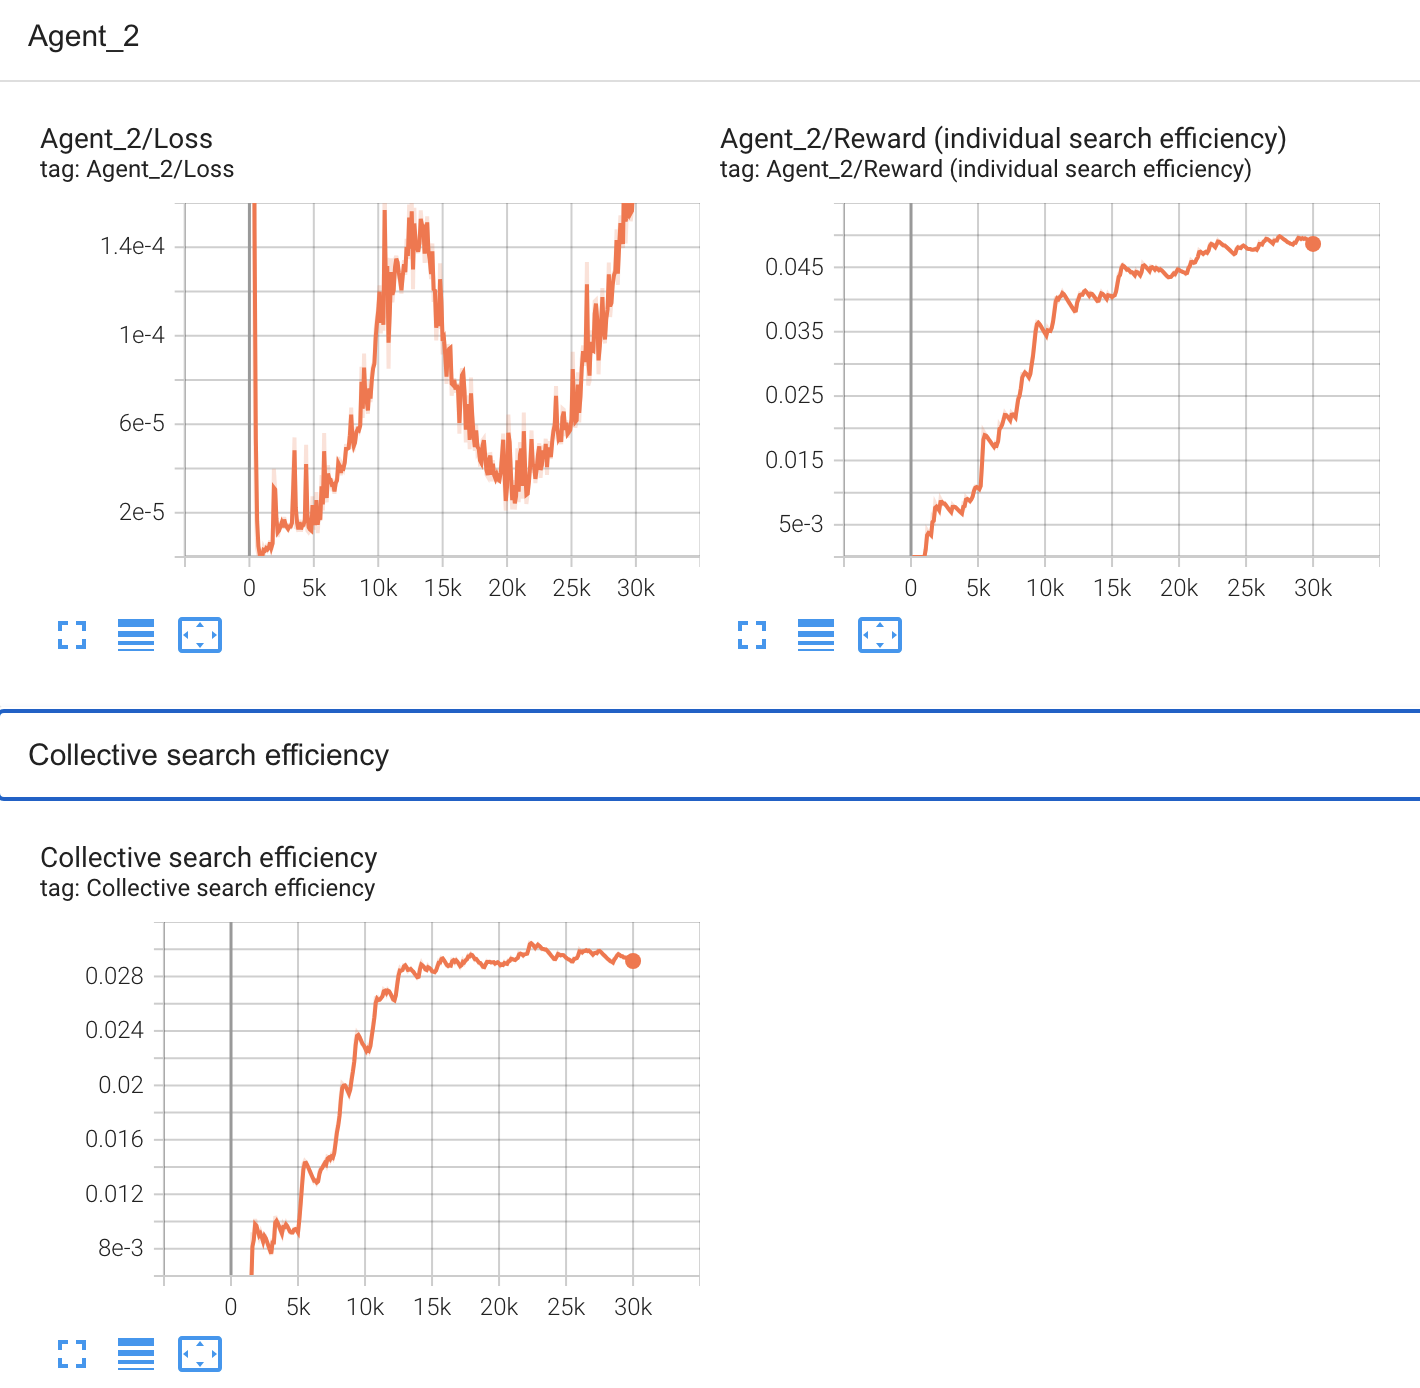 Agent_2
Agent_2/Loss
tag: Agent_2/Loss
1.4e-4
1e-4
6e-5
2e-5
0 5k 10k 15k 20k 25k 30k
Agent_2/Reward (individual search efficiency)
tag: Agent_2/Reward (individual search efficiency)
0.045
0.035
0.025
0.015
5e-3
0 5k 10k 15k 20k 25k 30k
Collective search efficiency
Collective search efficiency
tag: Collective search efficiency
0.028
0.024
0.02
0.016
0.012
8e-3
0 5k 10k 15k 20k 25k 30k